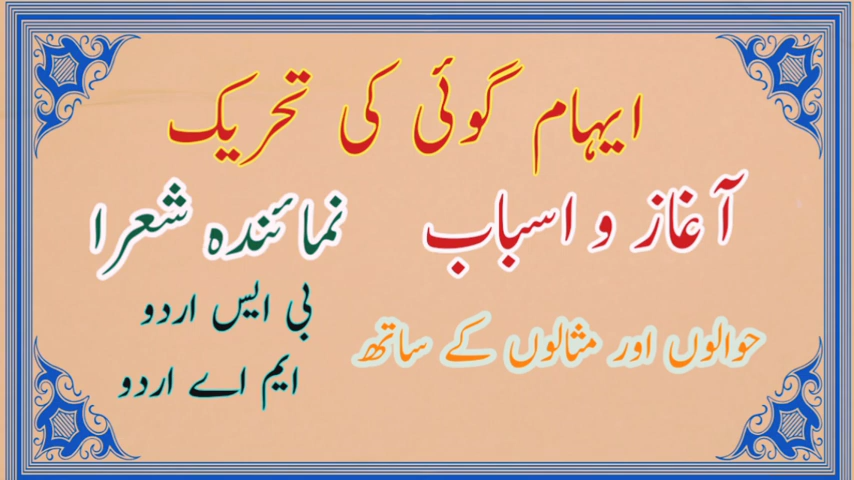 ایہام گوئی کی تحریک
آغاز و اسباب
نمائندہ شعرا
حوالوں اور مثالوں کے ساتھ
بی ایس اردو
ایم اے اردو